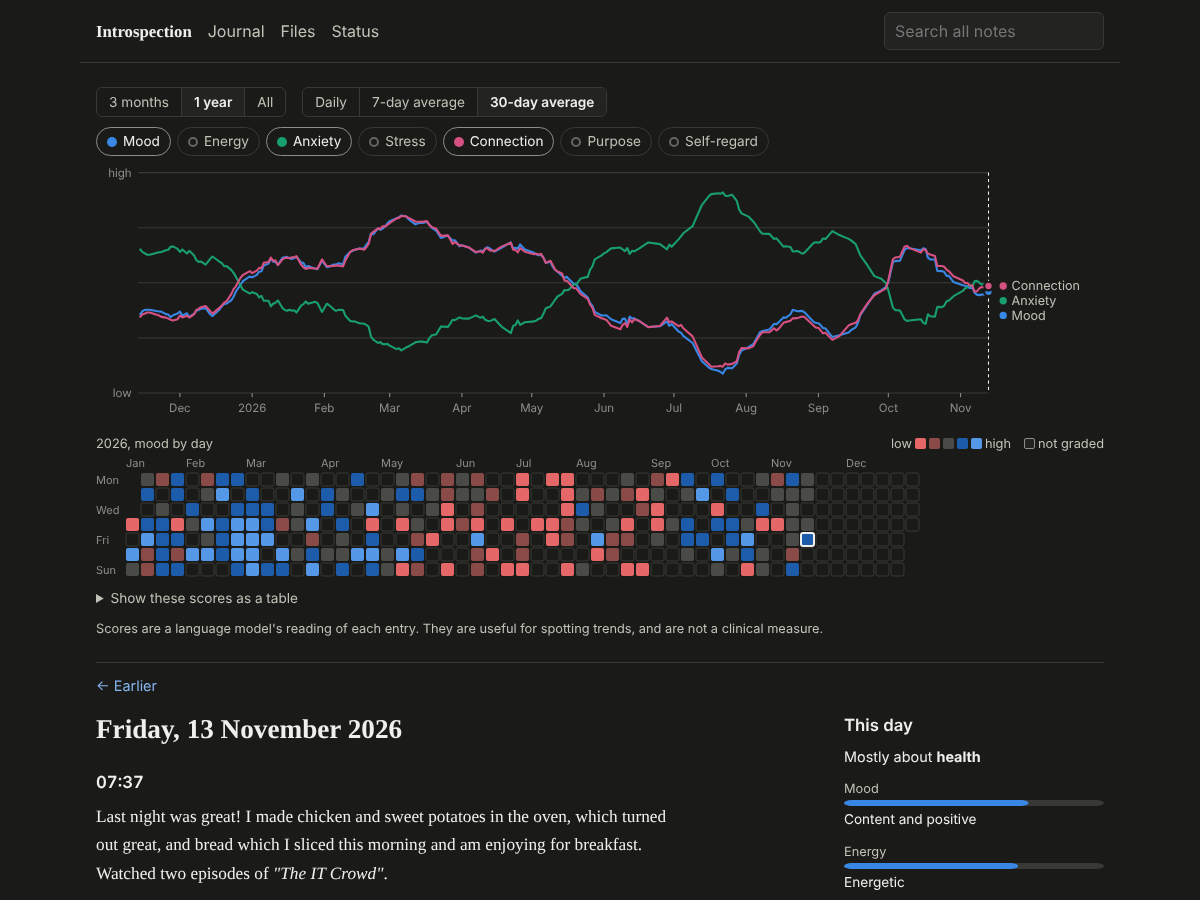 Introspection Journal Files Status Search all notes
3 months 1 year All Daily 7-day average 30-day average
Mood Energy Anxiety Stress Connection Purpose Self-regard
high
Connection
Anxiety
Mood
low
Dec 2026 Feb Mar Apr May Jun Jul Aug Sep Oct Nov
2026, mood by day low high not graded
Jan Feb Mar Apr May Jun Jul Aug Sep Oct Nov Dec
Mon
Wed
Fri
Sun
▶ Show these scores as a table
Scores are a language model's reading of each entry. They are useful for spotting trends, and are not a clinical measure.
← Earlier
Friday, 13 November 2026
07:37
Last night was great! I made chicken and sweet potatoes in the oven, which turned
out great, and bread which I sliced this morning and am enjoying for breakfast.
Watched two episodes of "The IT Crowd".
This day
Mostly about health
Mood
Content and positive
Energy
Energetic